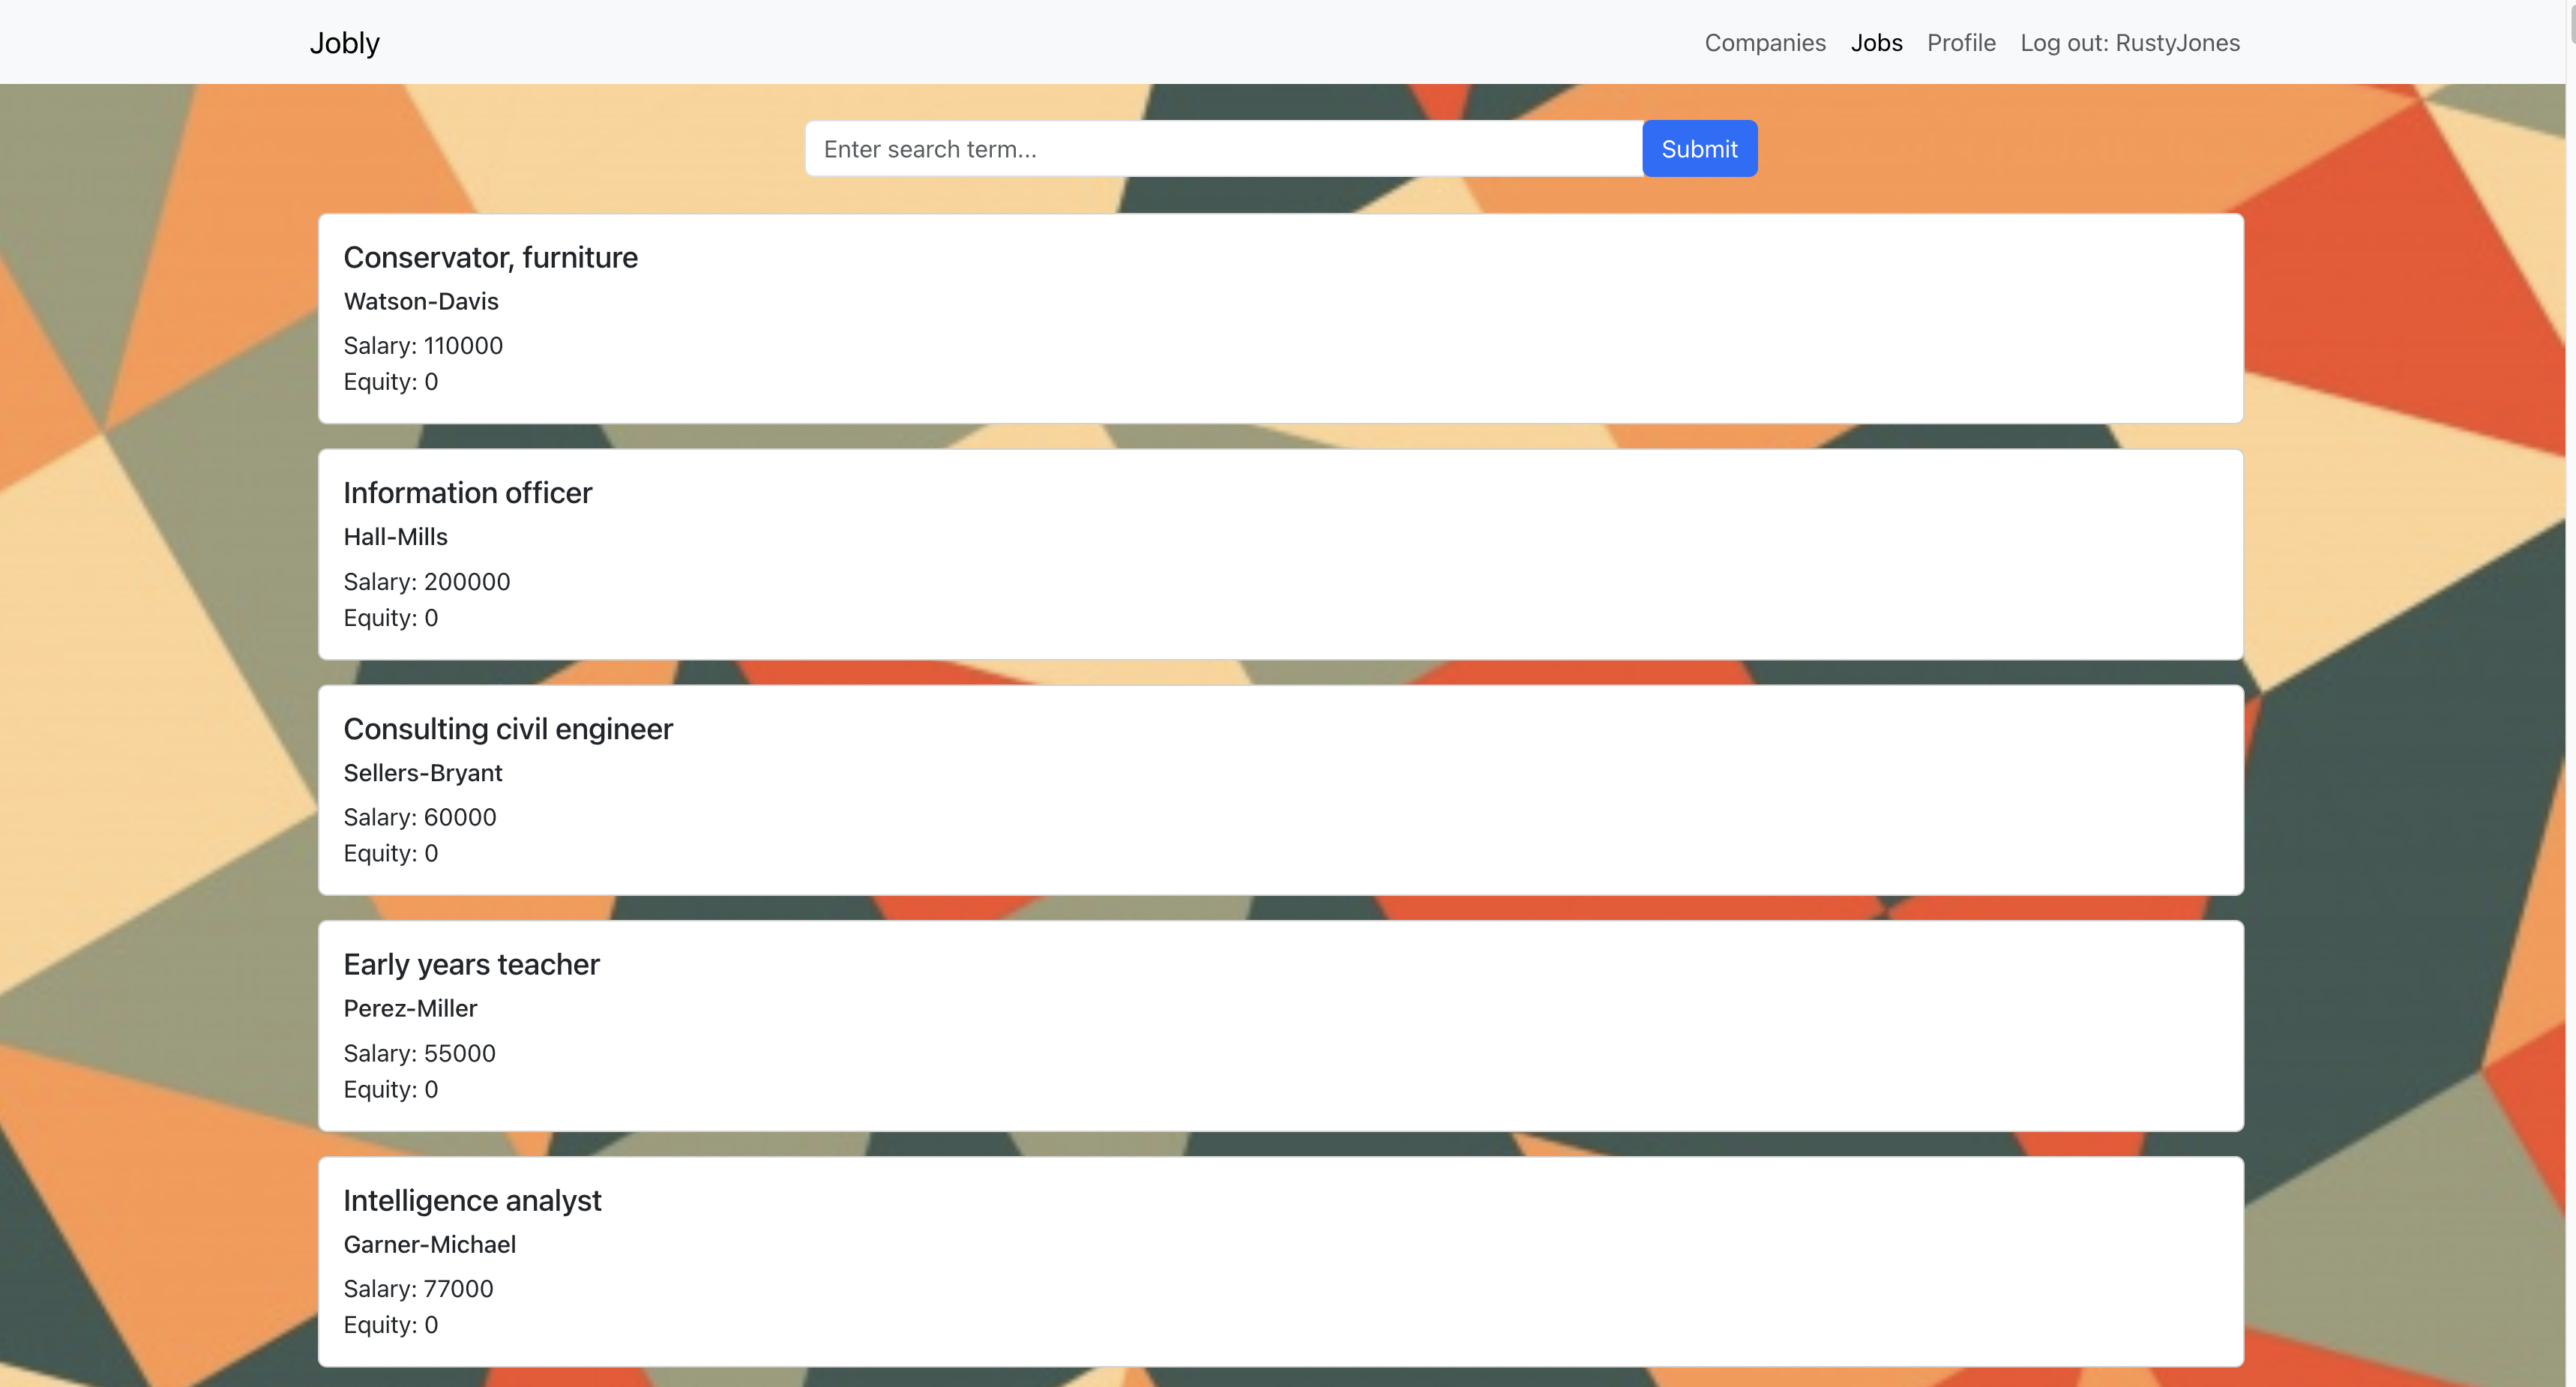 Jobly
Companies Jobs Profile Log out: RustyJones
Enter search term...
Submit
Conservator, furniture
Watson-Davis
Salary: 110000
Equity: 0
Information officer
Hall-Mills
Salary: 200000
Equity: 0
Consulting civil engineer
Sellers-Bryant
Salary: 60000
Equity: 0
Early years teacher
Perez-Miller
Salary: 55000
Equity: 0
Intelligence analyst
Garner-Michael
Salary: 77000
Equity: 0